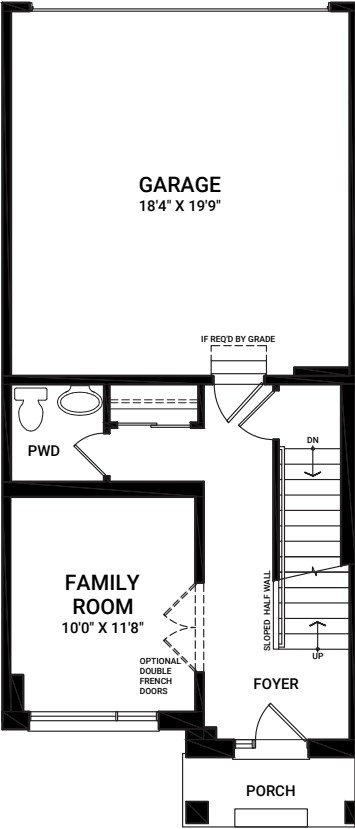 GARAGE
18'4" X 19'9"
IF REQ'D BY GRADE
PWD
DN
FAMILY
ROOM
10'0" X 11'8"
SLOPED HALF WALL
OPTIONAL
DOUBLE
FRENCH
DOORS
UP
FOYER
PORCH